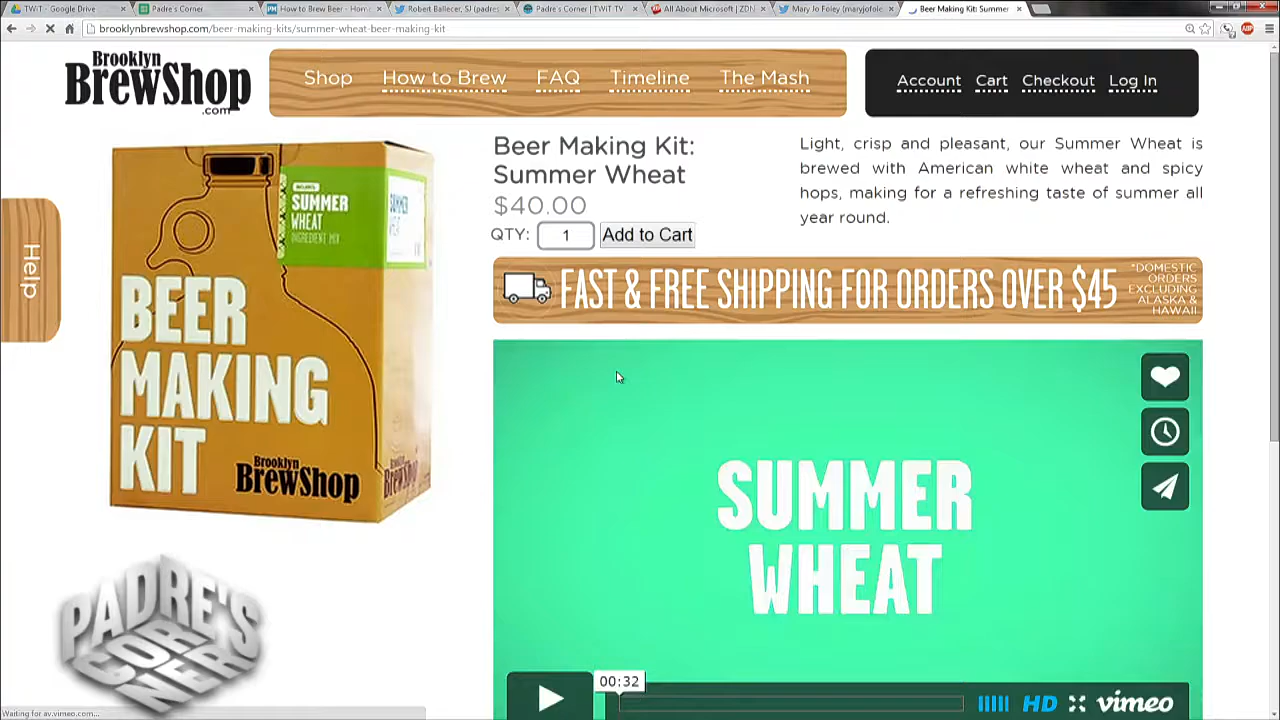 TWiT - Google Drive
Padre's Corner
How to Brew Beer - Hom
Robert Ballecer, SJ (padres
Padre's Corner | TWiT TV
All About Microsoft | ZDN
Mary Jo Foley (maryjofole
Beer Making Kit: Summer
brooklynbrewshop.com/beer-making-kits/summer-wheat-beer-making-kit
Brooklyn
BrewShop
.com
Shop How to Brew FAQ Timeline The Mash
Account Cart Checkout Log In
Help
SUMMER
WHEAT
INGREDIENT MIX
BEER
MAKING
KIT
Brooklyn
BrewShop
Beer Making Kit:
Summer Wheat
$40.00
QTY: 1 Add to Cart
Light, crisp and pleasant, our Summer Wheat is
brewed with American white wheat and spicy
hops, making for a refreshing taste of summer all
year round.
FAST & FREE SHIPPING FOR ORDERS OVER $45
*DOMESTIC
ORDERS
EXCLUDING
ALASKA &
HAWAII
SUMMER
WHEAT
00:32
HD vimeo
PADRE'S
CORNER
Waiting for av.vimeo.com...